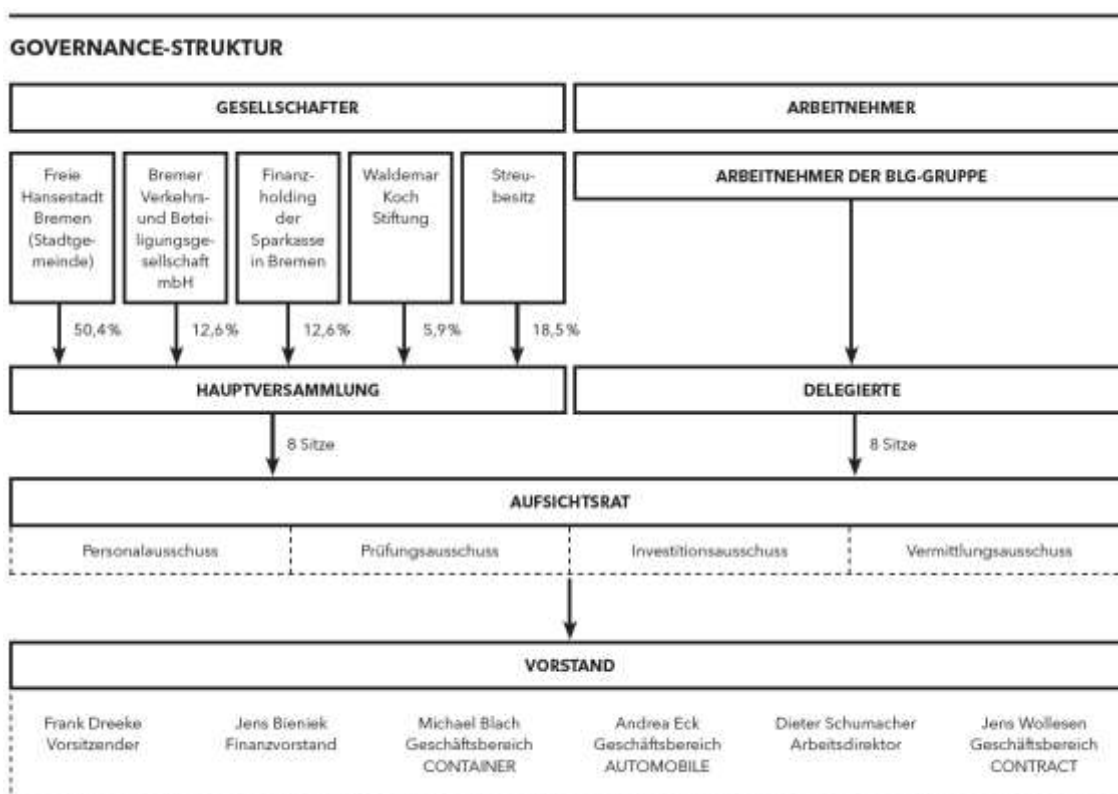 GOVERNANCE-STRUKTUR
GESELLSCHAFTER
ARBEITNEHMER
Freie
Hansestadt
Bremen
(Stadtge-
meinde)
Bremer
Verkehrs-
und Betei-
ligungsge-
sellschaft
mbH
Finanz-
holding
der
Sparkasse
in Bremen
Waldemar
Koch
Stiftung
Streu-
besitz
ARBEITNEHMER DER BLG-GRUPPE
50,4%
12,6%
12,6%
5,9%
18,5%
HAUPTVERSAMMLUNG
DELEGIERTE
8 Sitze
8 Sitze
AUFSICHTSRAT
Personalausschuss
Prüfungsausschuss
Investitionsausschuss
Vermittlungsausschuss
VORSTAND
Frank Dreeke
Vorsitzender
Jens Bieniek
Finanzvorstand
Michael Blach
Geschäftsbereich
CONTAINER
Andrea Eck
Geschäftsbereich
AUTOMOBILE
Dieter Schumacher
Arbeitsdirektor
Jens Wollesen
Geschäftsbereich
CONTRACT